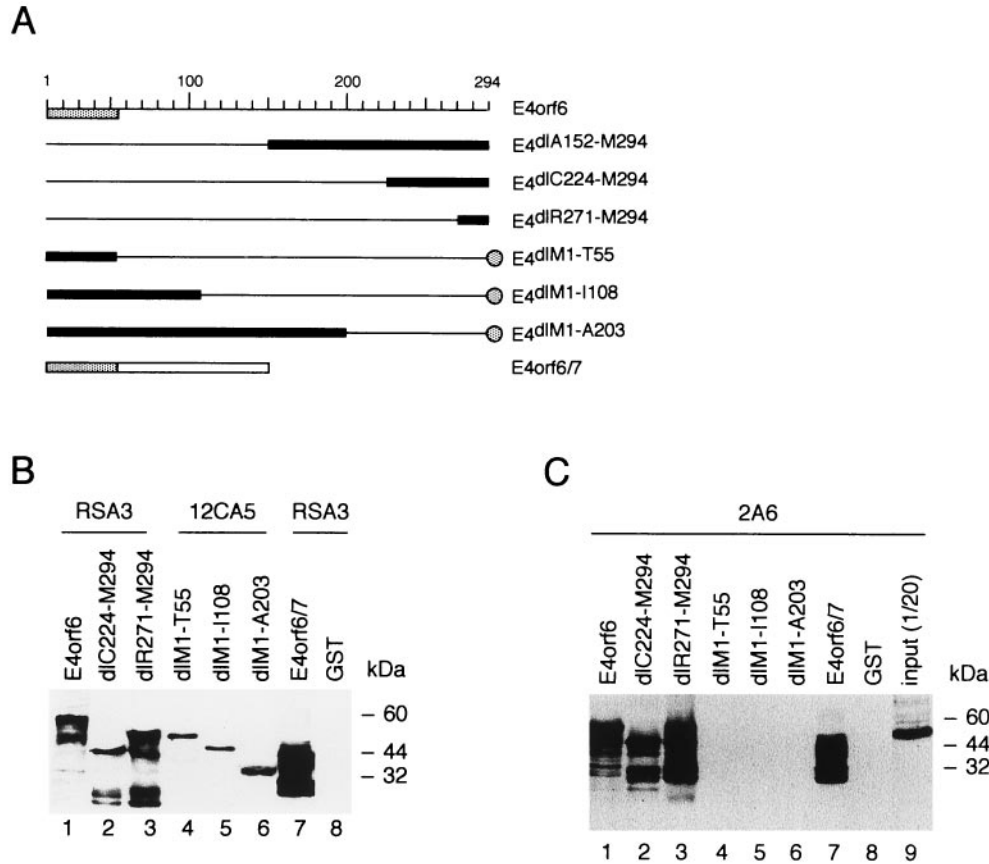 A
1 100 200 294
E4orf6
E4dlA152-M294
E4dlC224-M294
E4dlR271-M294
E4dlM1-T55
E4dlM1-I108
E4dlM1-A203
E4orf6/7
B
RSA3 12CA5 RSA3
E4orf6 dlC224-M294 dlR271-M294 dlM1-T55 dlM1-I108 dlM1-A203 E4orf6/7 GST kDa
– 60
– 44
– 32
1 2 3 4 5 6 7 8
C
2A6
E4orf6 dlC224-M294 dlR271-M294 dlM1-T55 dlM1-I108 dlM1-A203 E4orf6/7 GST input (1/20) kDa
– 60
– 44
– 32
1 2 3 4 5 6 7 8 9